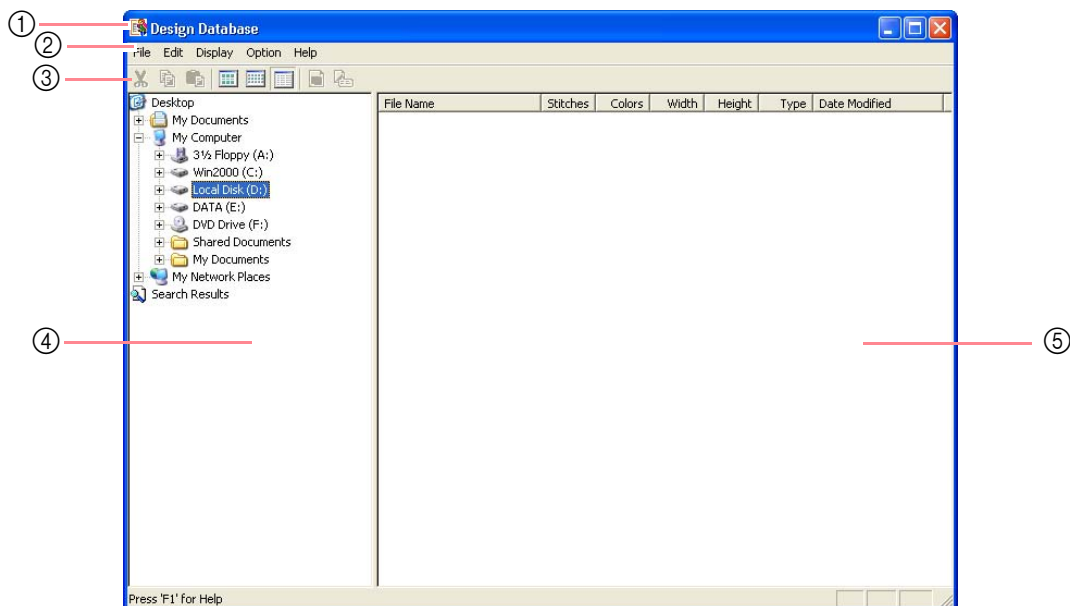 ① Design Database
② File Edit Display Option Help
③
Desktop
My Documents
My Computer
3½ Floppy (A:)
Win2000 (C:)
Local Disk (D:)
DATA (E:)
DVD Drive (F:)
Shared Documents
My Documents
My Network Places
Search Results
File Name Stitches Colors Width Height Type Date Modified
④
⑤
Press 'F1' for Help